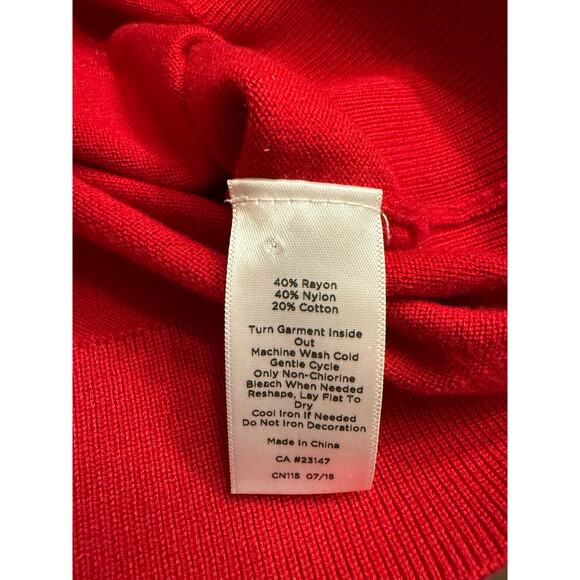 40% Rayon
40% Nylon
20% Cotton
Turn Garment Inside
Out
Machine Wash Cold
Gentle Cycle
Only Non-Chlorine
Bleach When Needed
Reshape, Lay Flat To
Dry
Cool Iron If Needed
Do Not Iron Decoration
Made in China
CA #23147
CN115 07/15